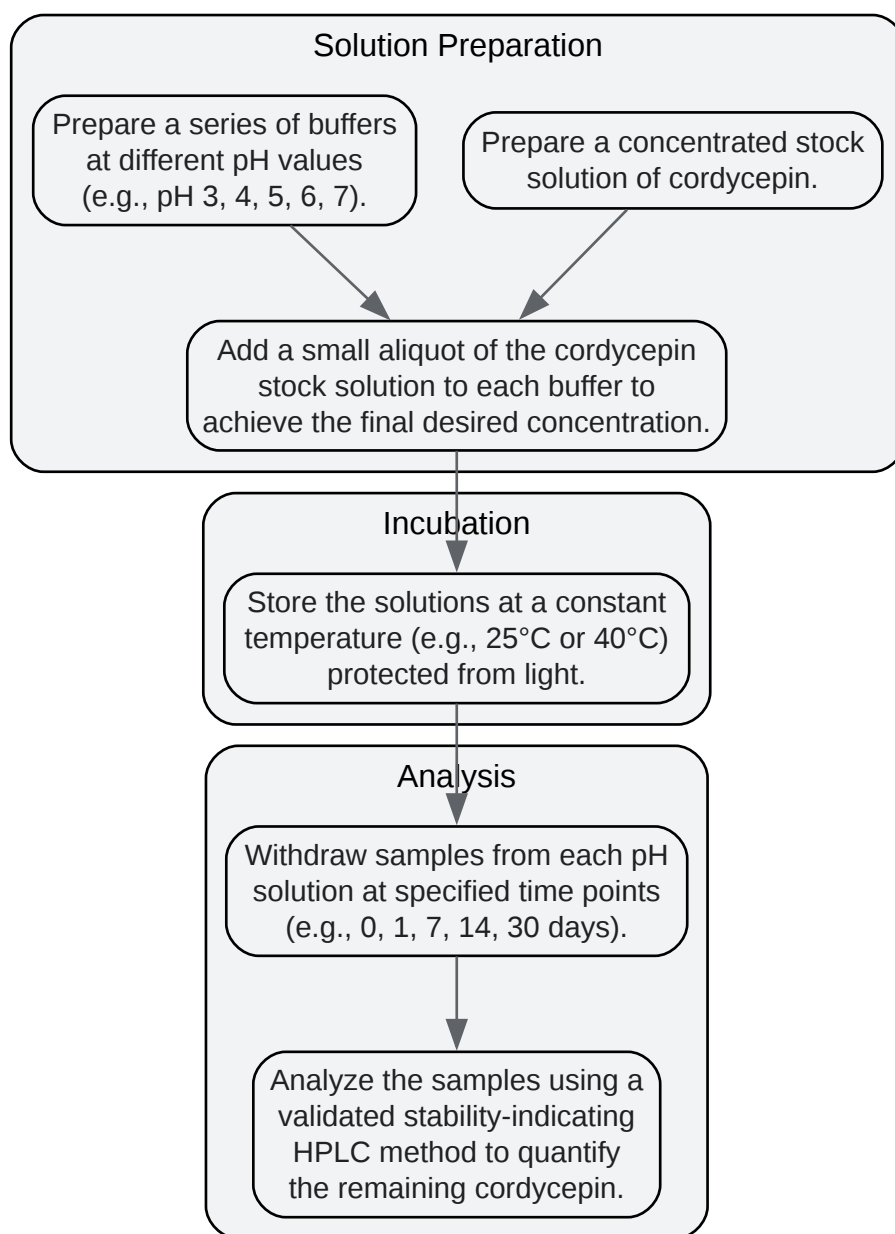 Solution Preparation
Prepare a series of buffers
at different pH values
(e.g., pH 3, 4, 5, 6, 7).
Prepare a concentrated stock
solution of cordycepin.
Add a small aliquot of the cordycepin
stock solution to each buffer to
achieve the final desired concentration.
Incubation
Store the solutions at a constant
temperature (e.g., 25°C or 40°C)
protected from light.
Analysis
Withdraw samples from each pH
solution at specified time points
(e.g., 0, 1, 7, 14, 30 days).
Analyze the samples using a
validated stability-indicating
HPLC method to quantify
the remaining cordycepin.